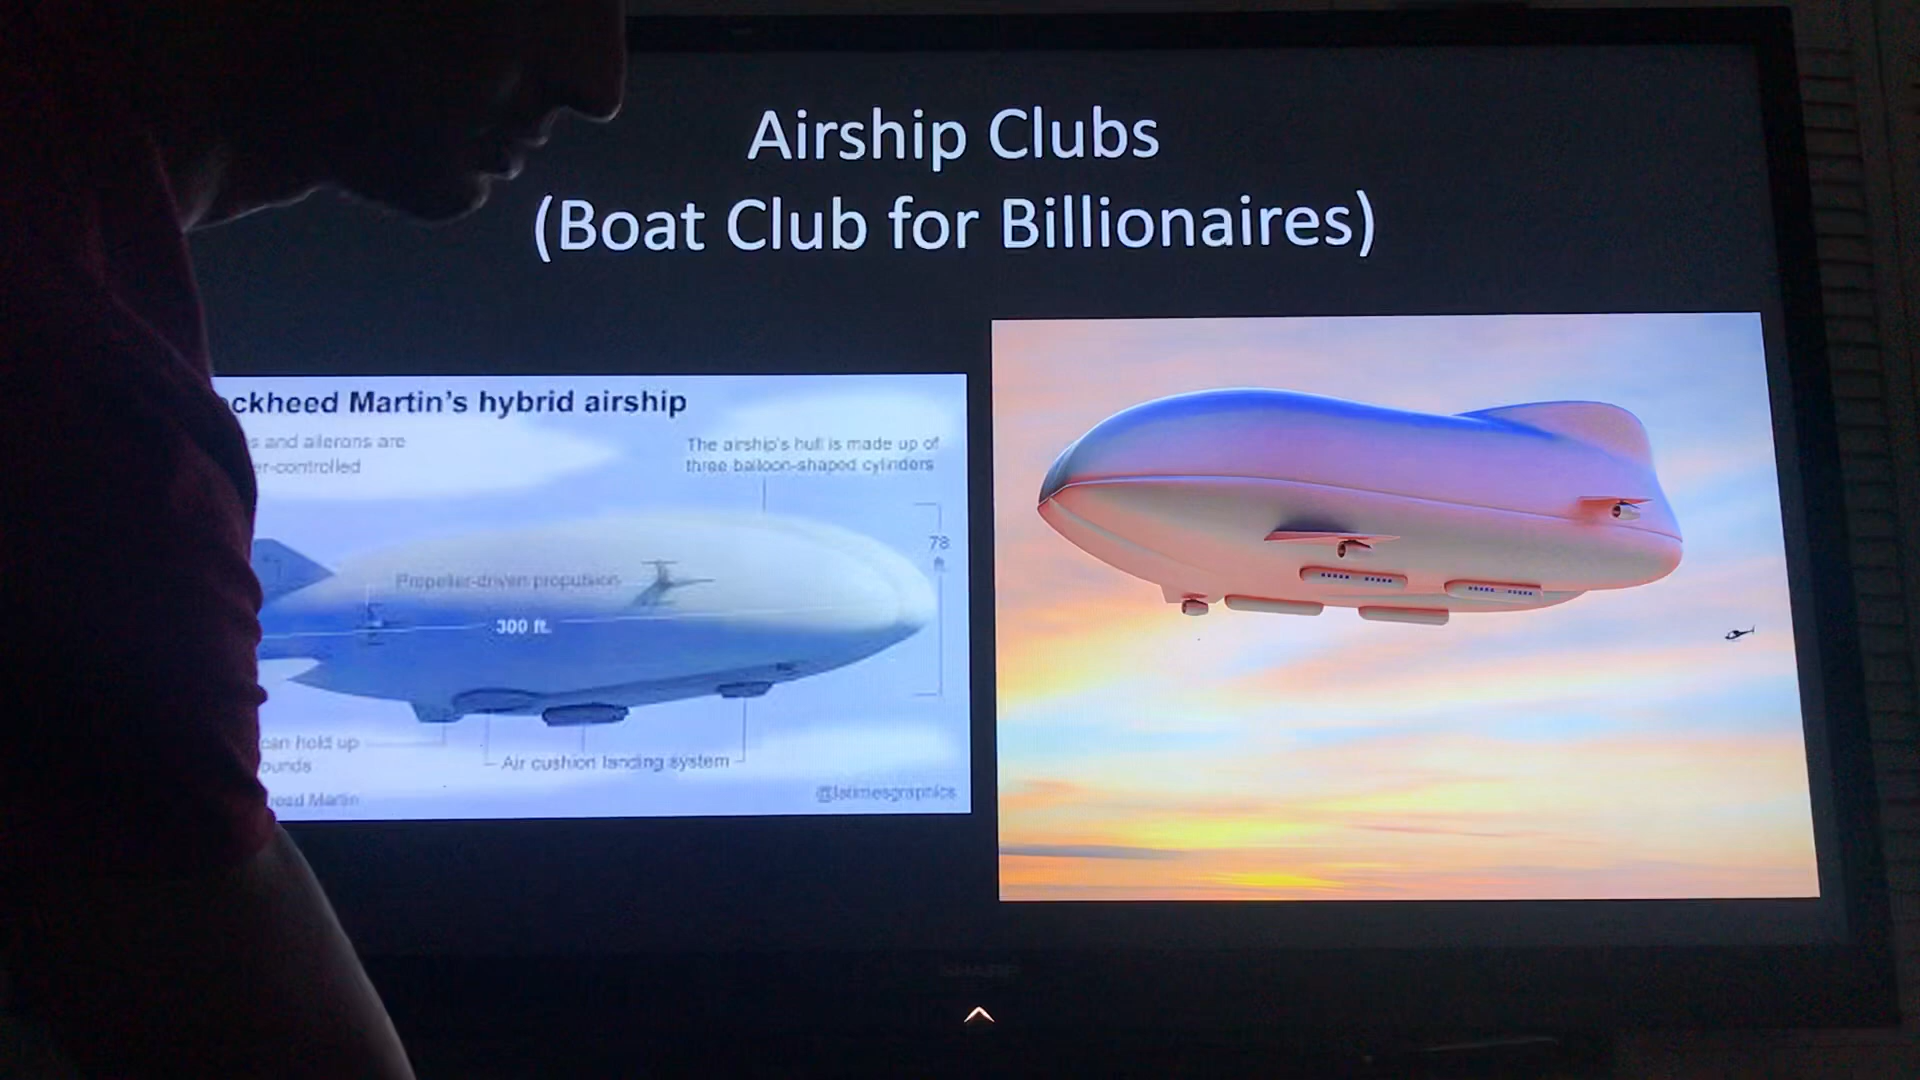 Airship Clubs
(Boat Club for Billionaires)
ckheed Martin's hybrid airship
s and ailerons are
er-controlled
The airship's hull is made up of
three balloon-shaped cylinders
78
ft.
Propeller-driven propulsion
300 ft.
can hold up
ounds
Air cushion landing system
Martin
@latimesgraphics
SHARP